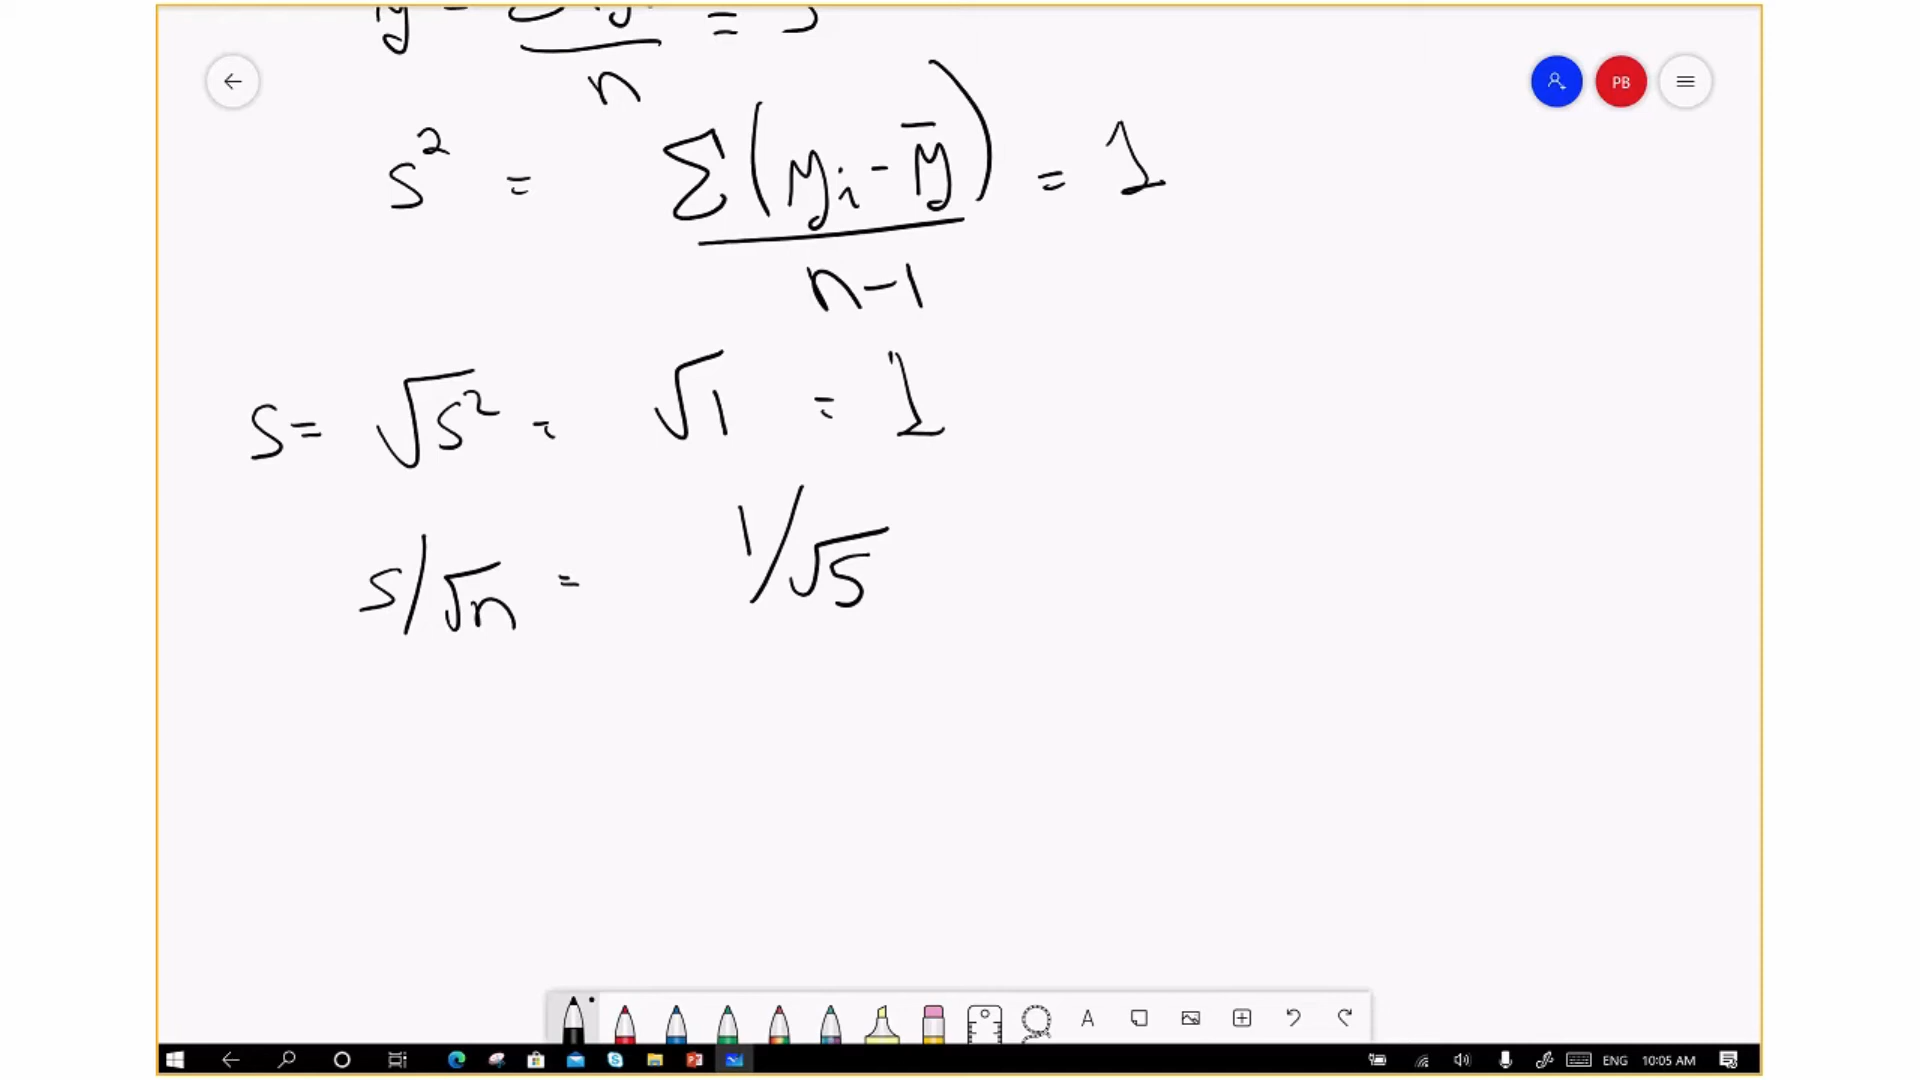 PB
n
s² = Σ(yᵢ - ȳ) / n-1 = 1
s = √s² = √1 = 1
s/√n = 1/√5
A
ENG 10:05 AM